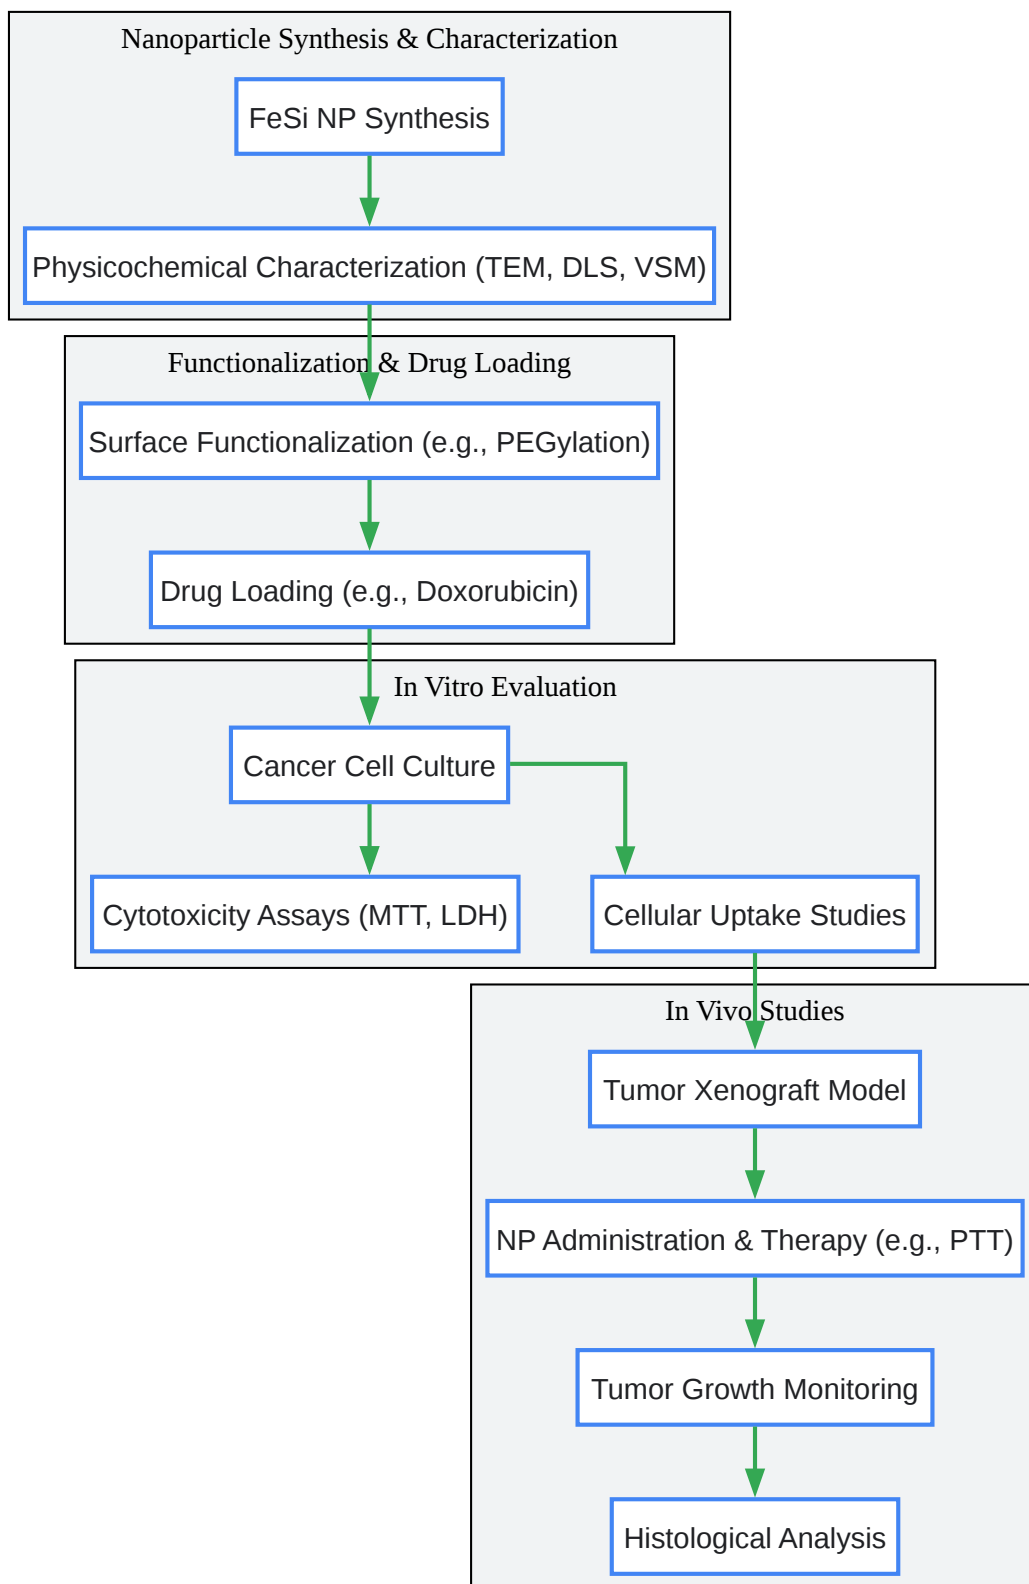 Nanoparticle Synthesis & Characterization
FeSi NP Synthesis
Physicochemical Characterization (TEM, DLS, VSM)
Functionalization & Drug Loading
Surface Functionalization (e.g., PEGylation)
Drug Loading (e.g., Doxorubicin)
In Vitro Evaluation
Cancer Cell Culture
Cytotoxicity Assays (MTT, LDH)
Cellular Uptake Studies
In Vivo Studies
Tumor Xenograft Model
NP Administration & Therapy (e.g., PTT)
Tumor Growth Monitoring
Histological Analysis